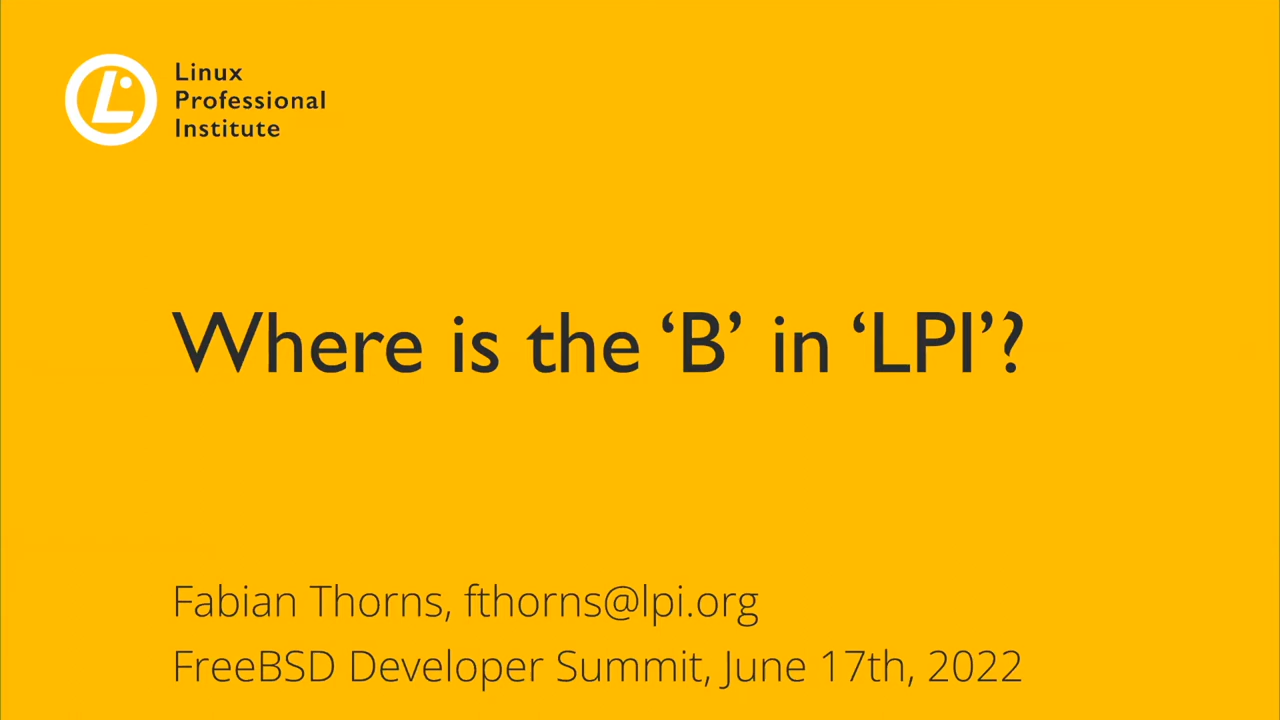 Linux
Professional
Institute
Where is the ‘B’ in ‘LPI’?
Fabian Thorns, fthorns@lpi.org
FreeBSD Developer Summit, June 17th, 2022